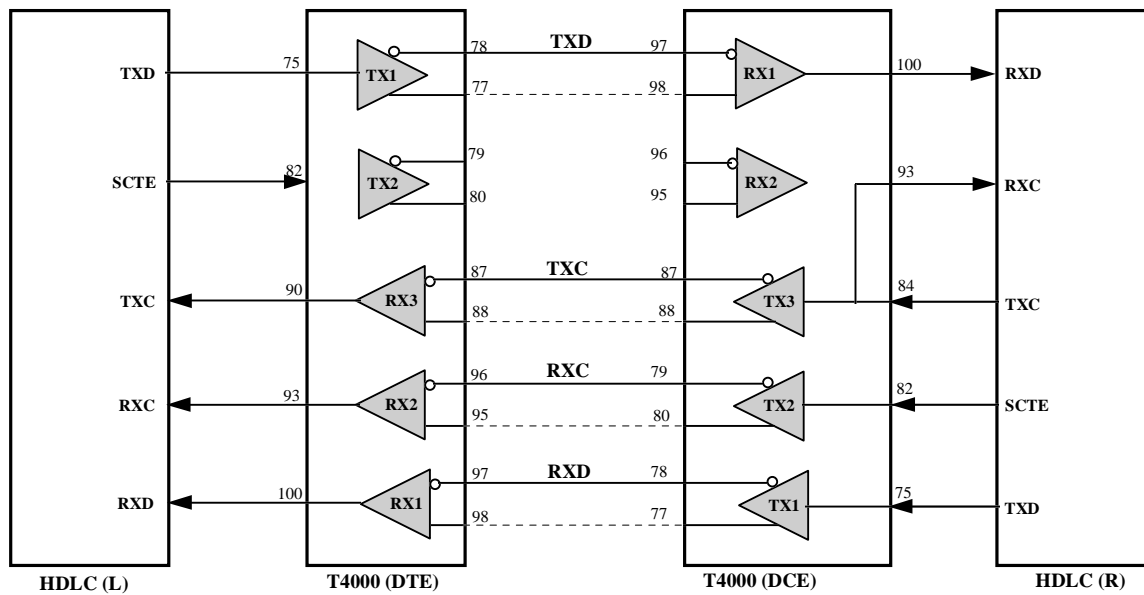 78 TXD 97
TXD 75 TX1 RX1 100 RXD
77 98
79 96 93
SCTE 82 TX2 RX2 RXC
80 95
87 TXC 87
TXC 90 RX3 TX3 84 TXC
88 88
96 RXC 79
RXC 93 RX2 TX2 82 SCTE
95 80
97 RXD 78
RXD 100 RX1 TX1 75 TXD
98 77
HDLC (L) T4000 (DTE) T4000 (DCE) HDLC (R)